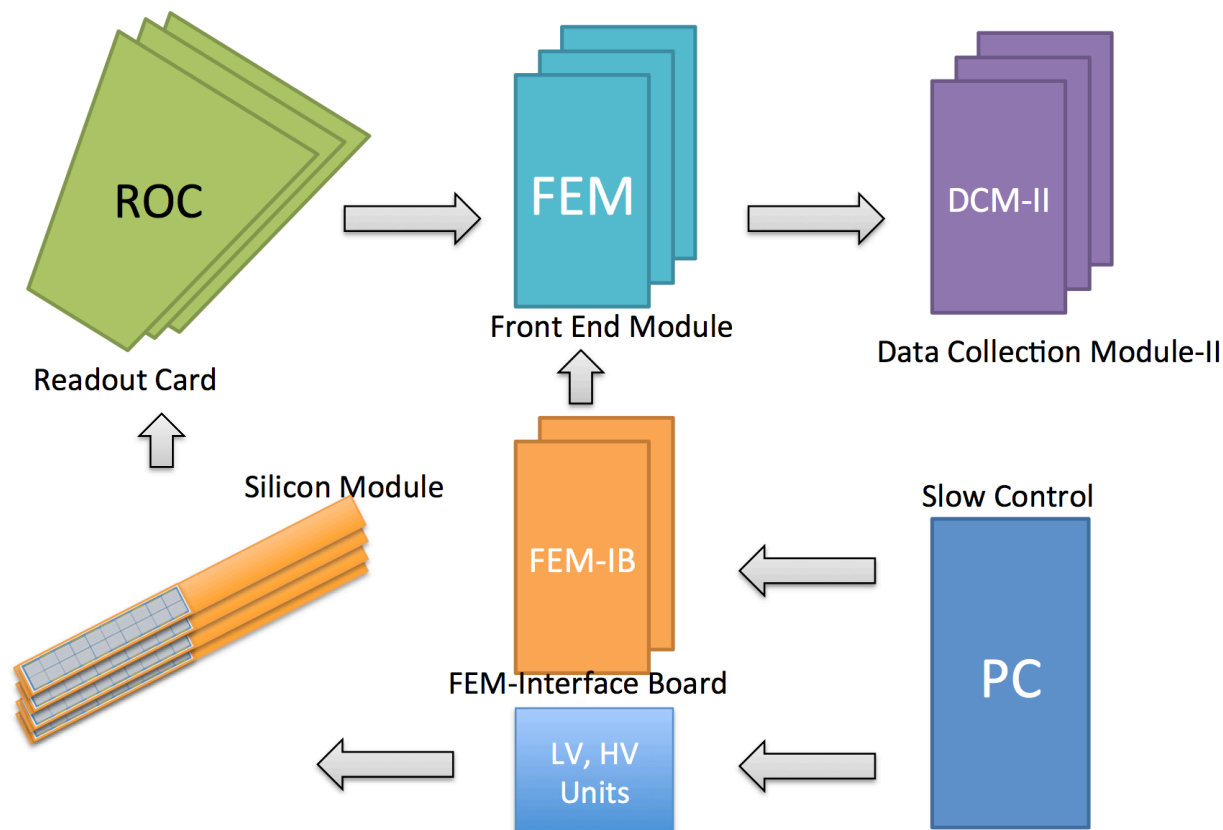 ROC
Readout Card
FEM
Front End Module
DCM-II
Data Collection Module-II
Silicon Module
FEM-IB
FEM-Interface Board
Slow Control
PC
LV, HV
Units